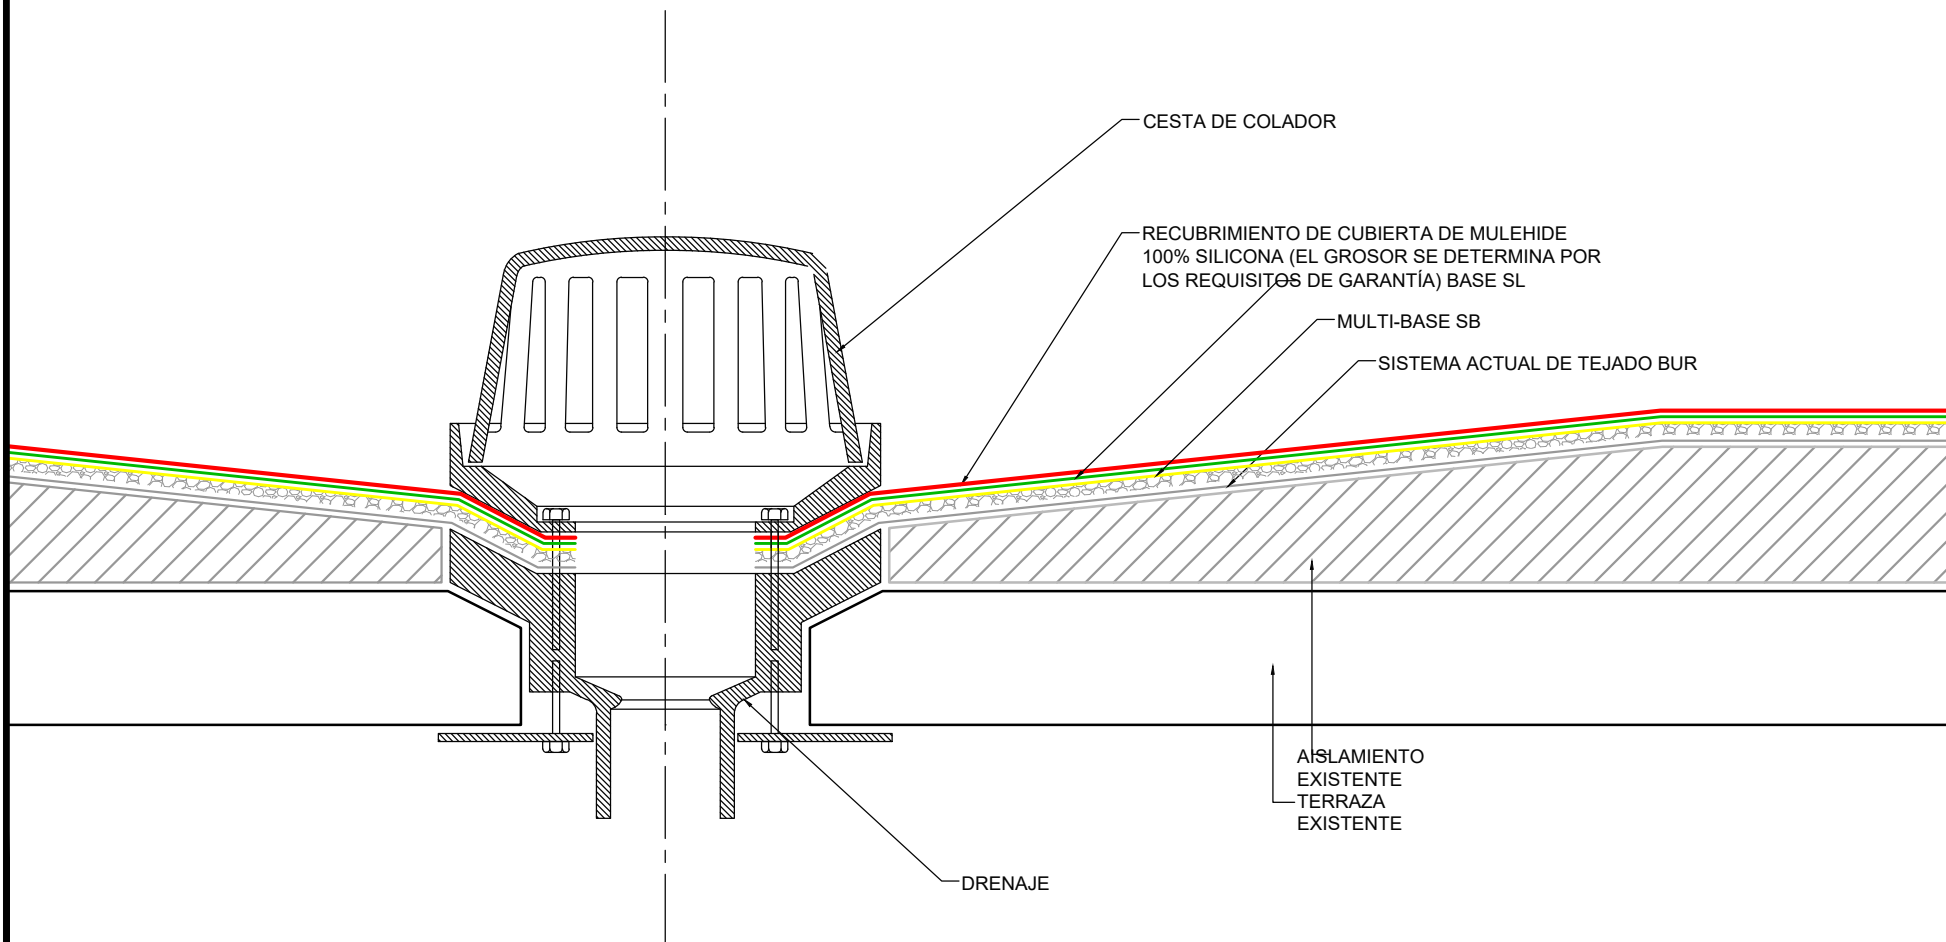 CESTA DE COLADOR
RECUBRIMIENTO DE CUBIERTA DE MULEHIDE
100% SILICONA (EL GROSOR SE DETERMINA POR
LOS REQUISITOS DE GARANTÍA) BASE SL
MULTI-BASE SB
SISTEMA ACTUAL DE TEJADO BUR
AISLAMIENTO
EXISTENTE
TERRAZA
EXISTENTE
DRENAJE